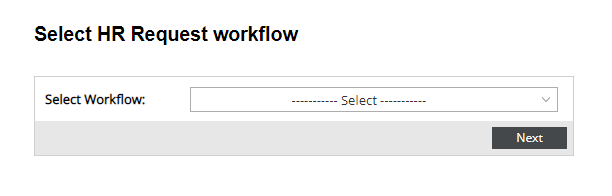 Select HR Request workflow
Select Workflow:
----------- Select -----------
Next